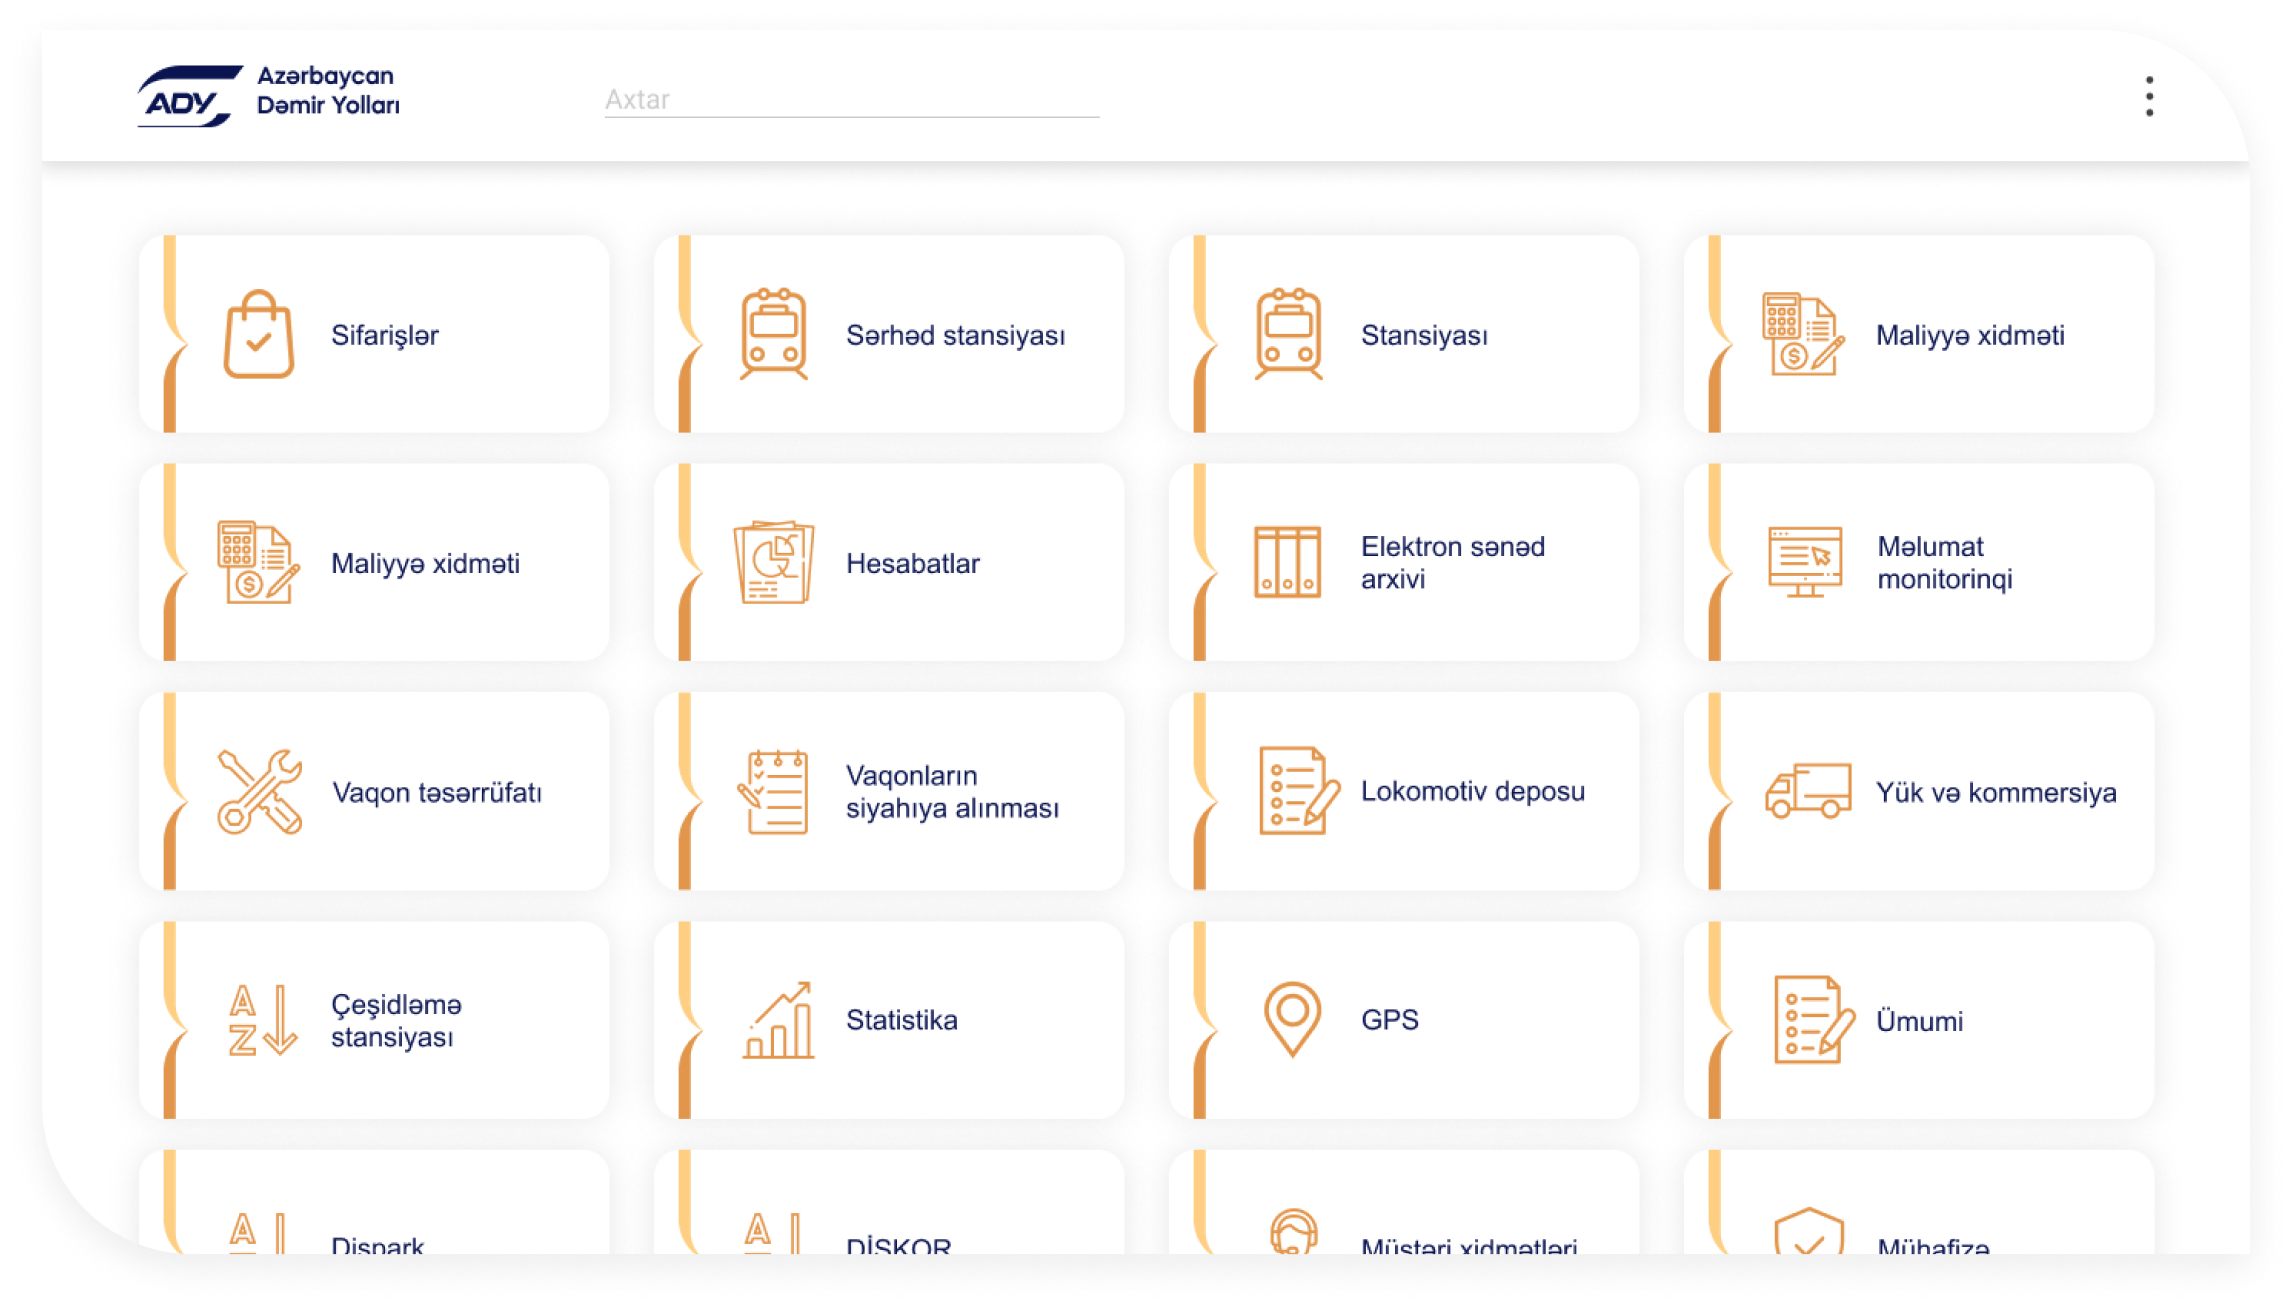 Azərbaycan
Dəmir Yolları
ADY
Axtar
Sifarişlər
Sərhəd stansiyası
Stansiyası
Maliyyə xidməti
Maliyyə xidməti
Hesabatlar
Elektron sənəd
arxivi
Məlumat
monitorinqi
Vaqon təsərrüfatı
Vaqonların
siyahıya alınması
Lokomotiv deposu
Yük və kommersiya
A
Z
Çeşidləmə
stansiyası
Statistika
GPS
Ümumi
A
Dispark
A
DİSKOR
Müştəri xidmətləri
Mühafizə